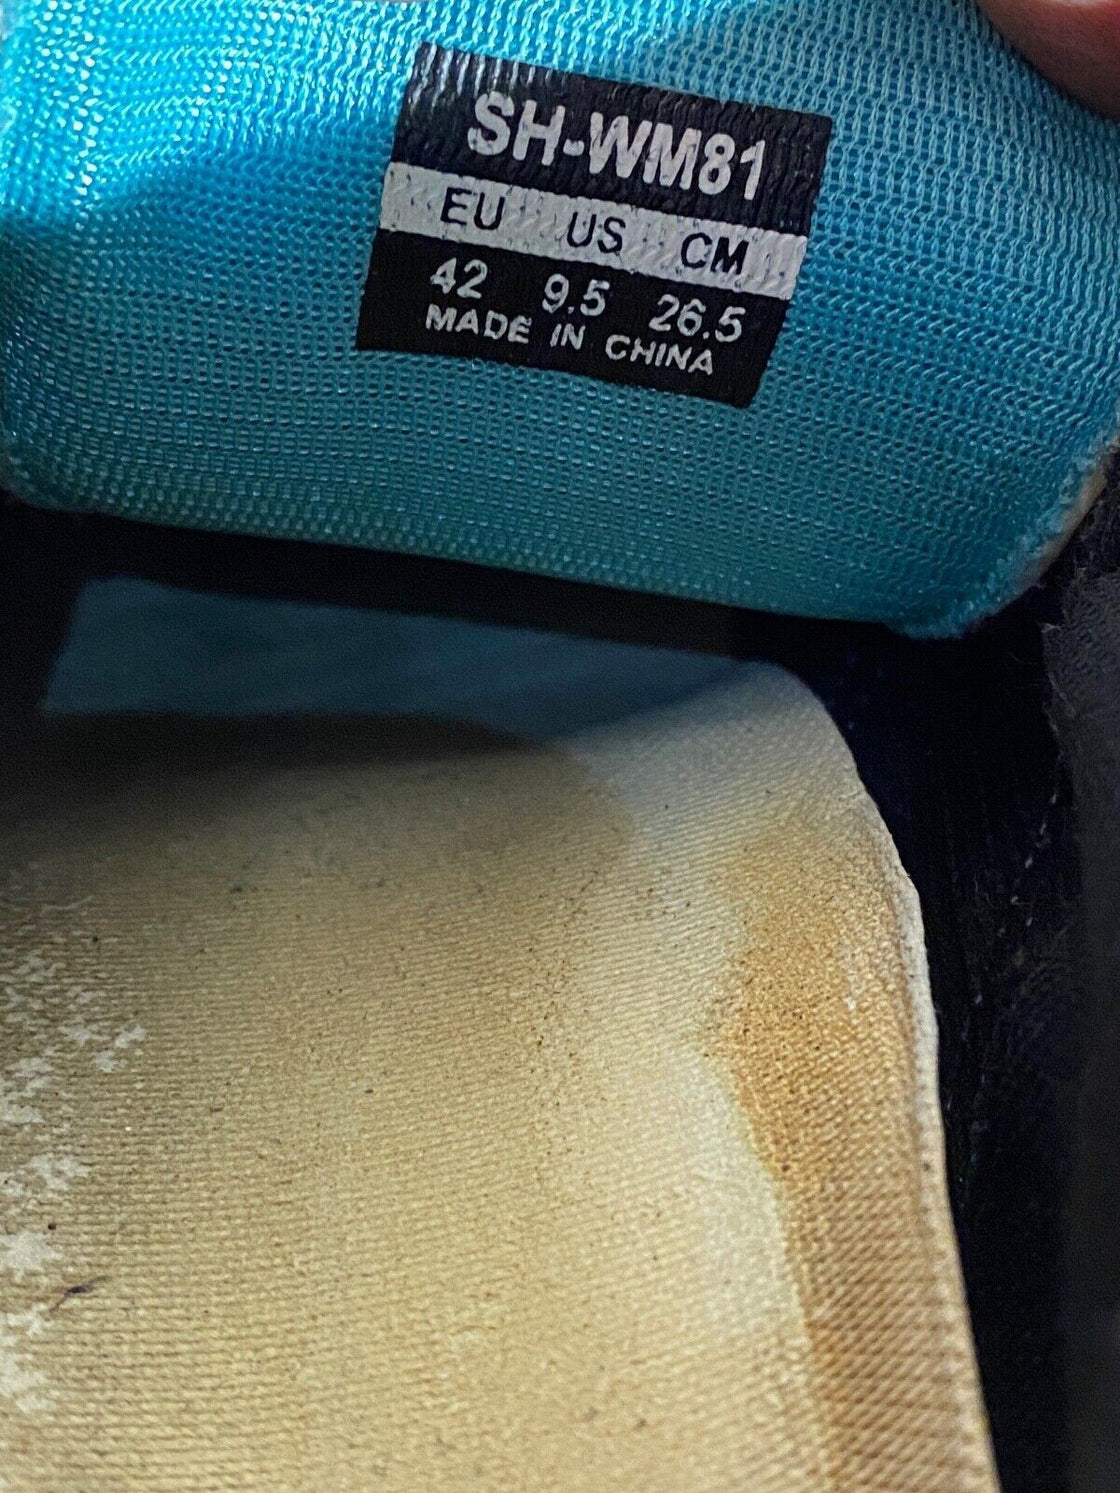 SH-WM81
EU US CM
42 9.5 26.5
MADE IN CHINA